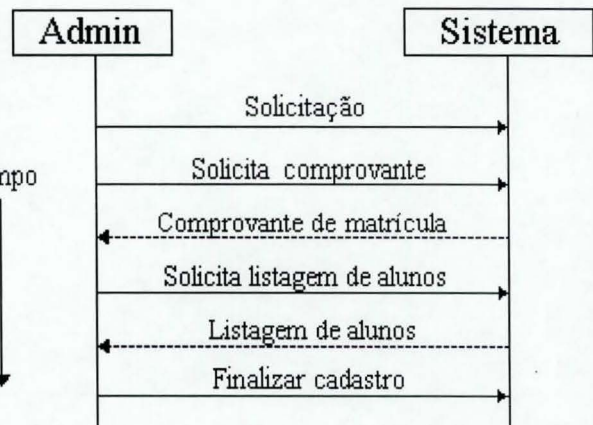 Admin
Sistema
Solicitação
Solicita comprovante
Comprovante de matrícula
Solicita listagem de alunos
Listagem de alunos
Finalizar cadastro